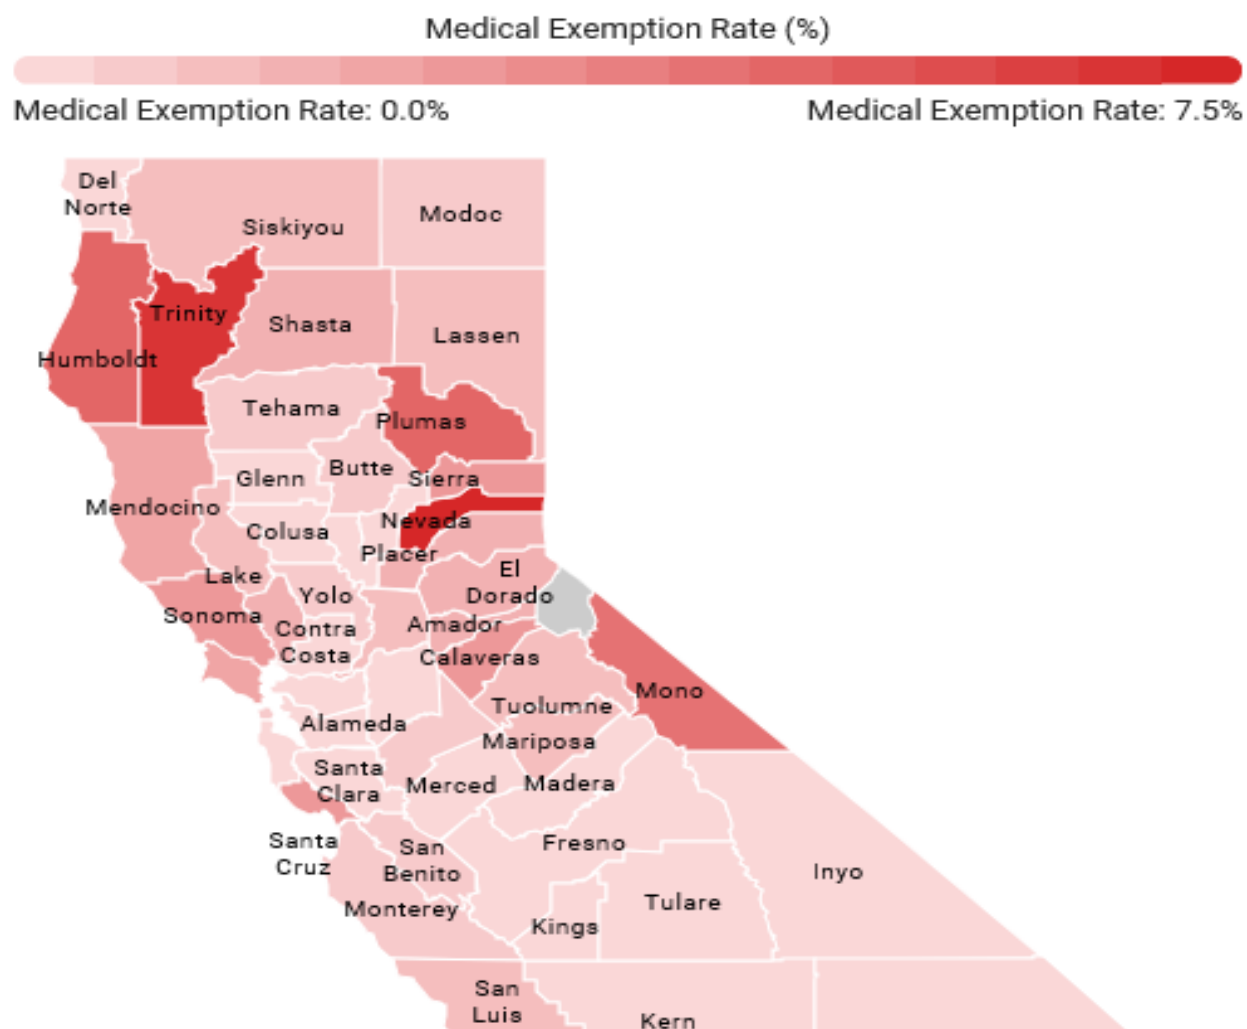 Medical Exemption Rate (%)
Medical Exemption Rate: 0.0%
Medical Exemption Rate: 7.5%
Del
Norte
Siskiyou
Modoc
Trinity
Shasta
Lassen
Humboldt
Tehama
Plumas
Butte
Glenn
Sierra
Mendocino
Nevada
Colusa
Placer
Lake
El
Dorado
Yolo
Sonoma
Amador
Contra
Costa
Calaveras
Mono
Tuolumne
Alameda
Mariposa
Santa
Clara
Merced
Madera
Santa
Cruz
San
Benito
Fresno
Inyo
Tulare
Monterey
Kings
San
Luis
Kern